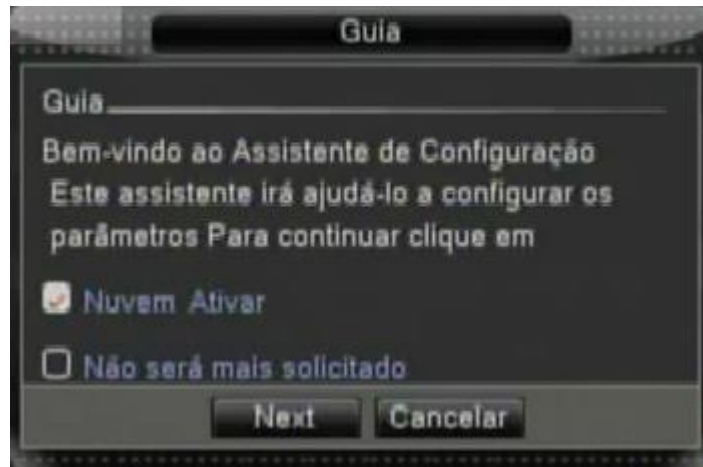 Guia
Guia
Bem-vindo ao Assistente de Configuração
Este assistente irá ajudá-lo a configurar os
parâmetros Para continuar clique em
Nuvem Ativar
Não será mais solicitado
Next Cancelar